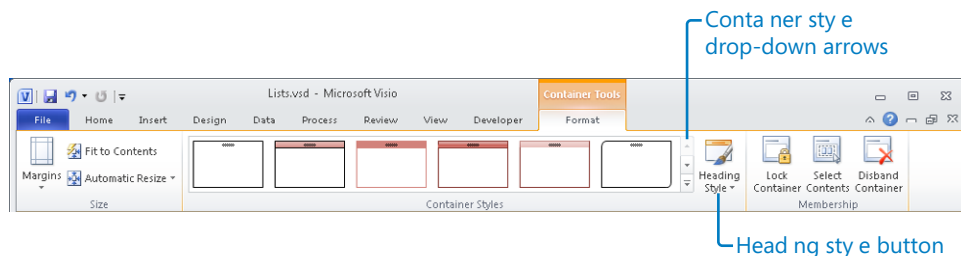 Conta ner sty e
drop-down arrows
Lists.vsd - Microsoft Visio
Container Tools
File Home Insert Design Data Process Review View Developer Format
Margins
Fit to Contents
Automatic Resize
Heading
Style
Lock
Container
Select
Contents
Disband
Container
Size
Container Styles
Membership
Head ng sty e button